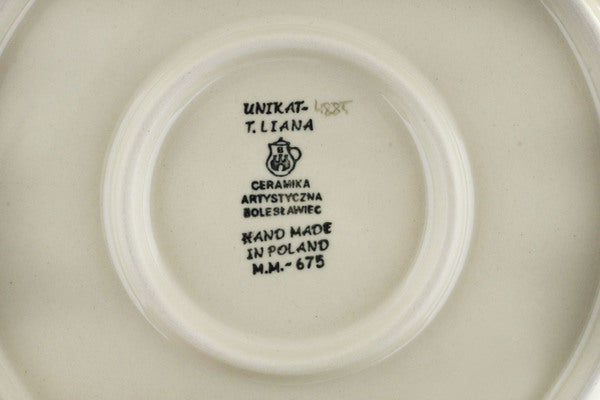 UNIKAT- 4885
T. LIANA
CERAMIKA
ARTYSTYCZNA
BOLESŁAWIEC
HAND MADE
IN POLAND
M.M.-675